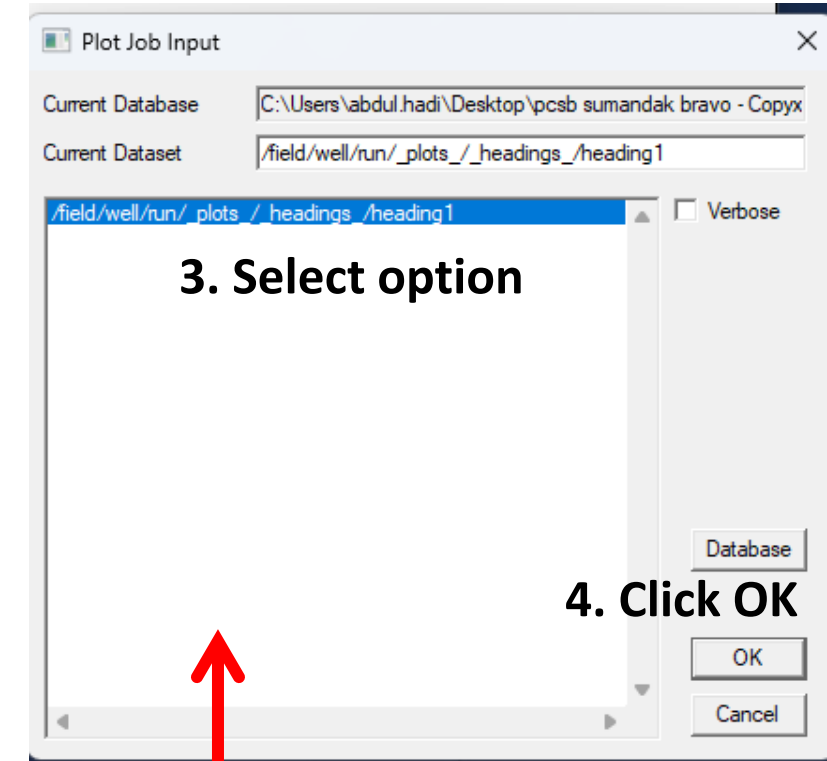 Plot Job Input
Current Database C:\Users\abdul.hadi\Desktop\pcsb sumandak bravo - Copyx
Current Dataset /field/well/run/_plots_/_headings_/heading1
/field/well/run/_plots_/_headings_/heading1
Verbose
3. Select option
Database
4. Click OK
OK
Cancel